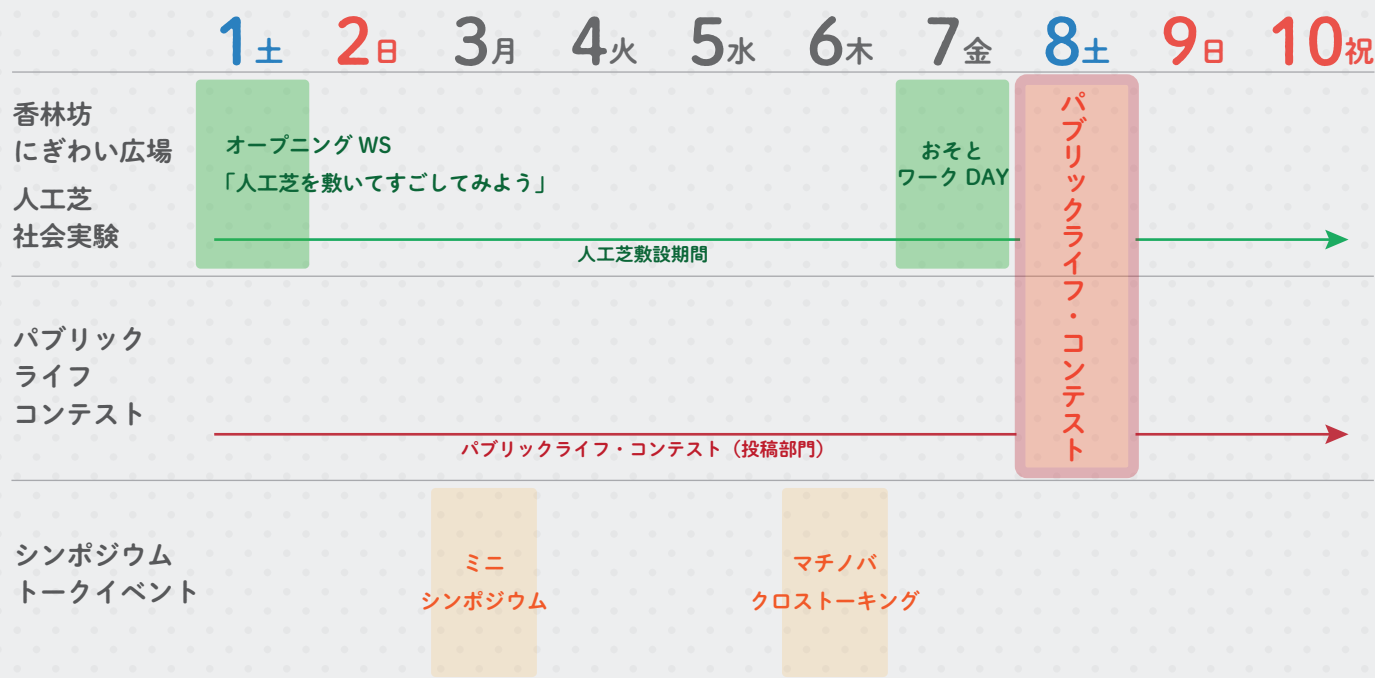 1土 2日 3月 4火 5水 6木 7金 8土 9日 10祝
香林坊
にぎわい広場
人工芝
社会実験
オープニング WS
「人工芝を敷いてすごしてみよう」
人工芝敷設期間
おそと
ワーク DAY
パブリックライフ・コンテスト
パブリック
ライフ
コンテスト
パブリックライフ・コンテスト（投稿部門）
シンポジウム
トークイベント
ミニ
シンポジウム
マチノバ
クロストーキング